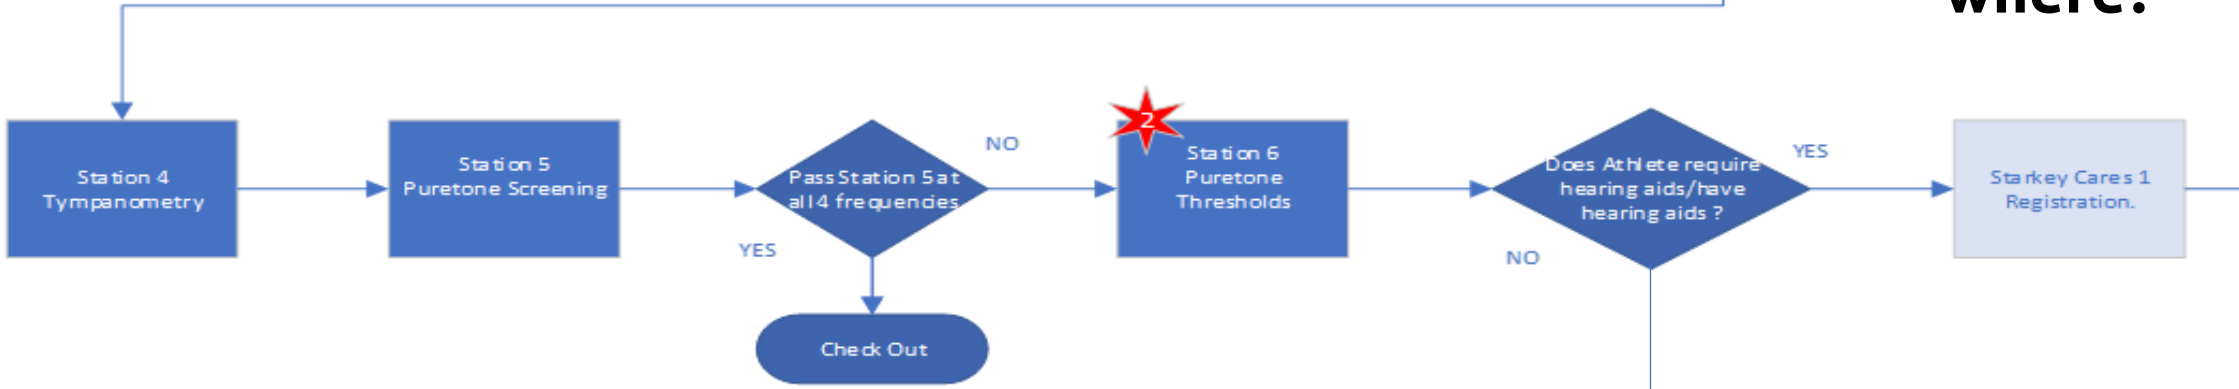 where?
Station 4
Tympanometry
Station 5
Puretone Screening
Pass Station 5 at
all 4 frequencies
YES
NO
Check Out
2
Station 6
Puretone
Thresholds
Does Athlete require
hearing aids/have
hearing aids ?
NO
YES
Starkey Cares 1
Registration.